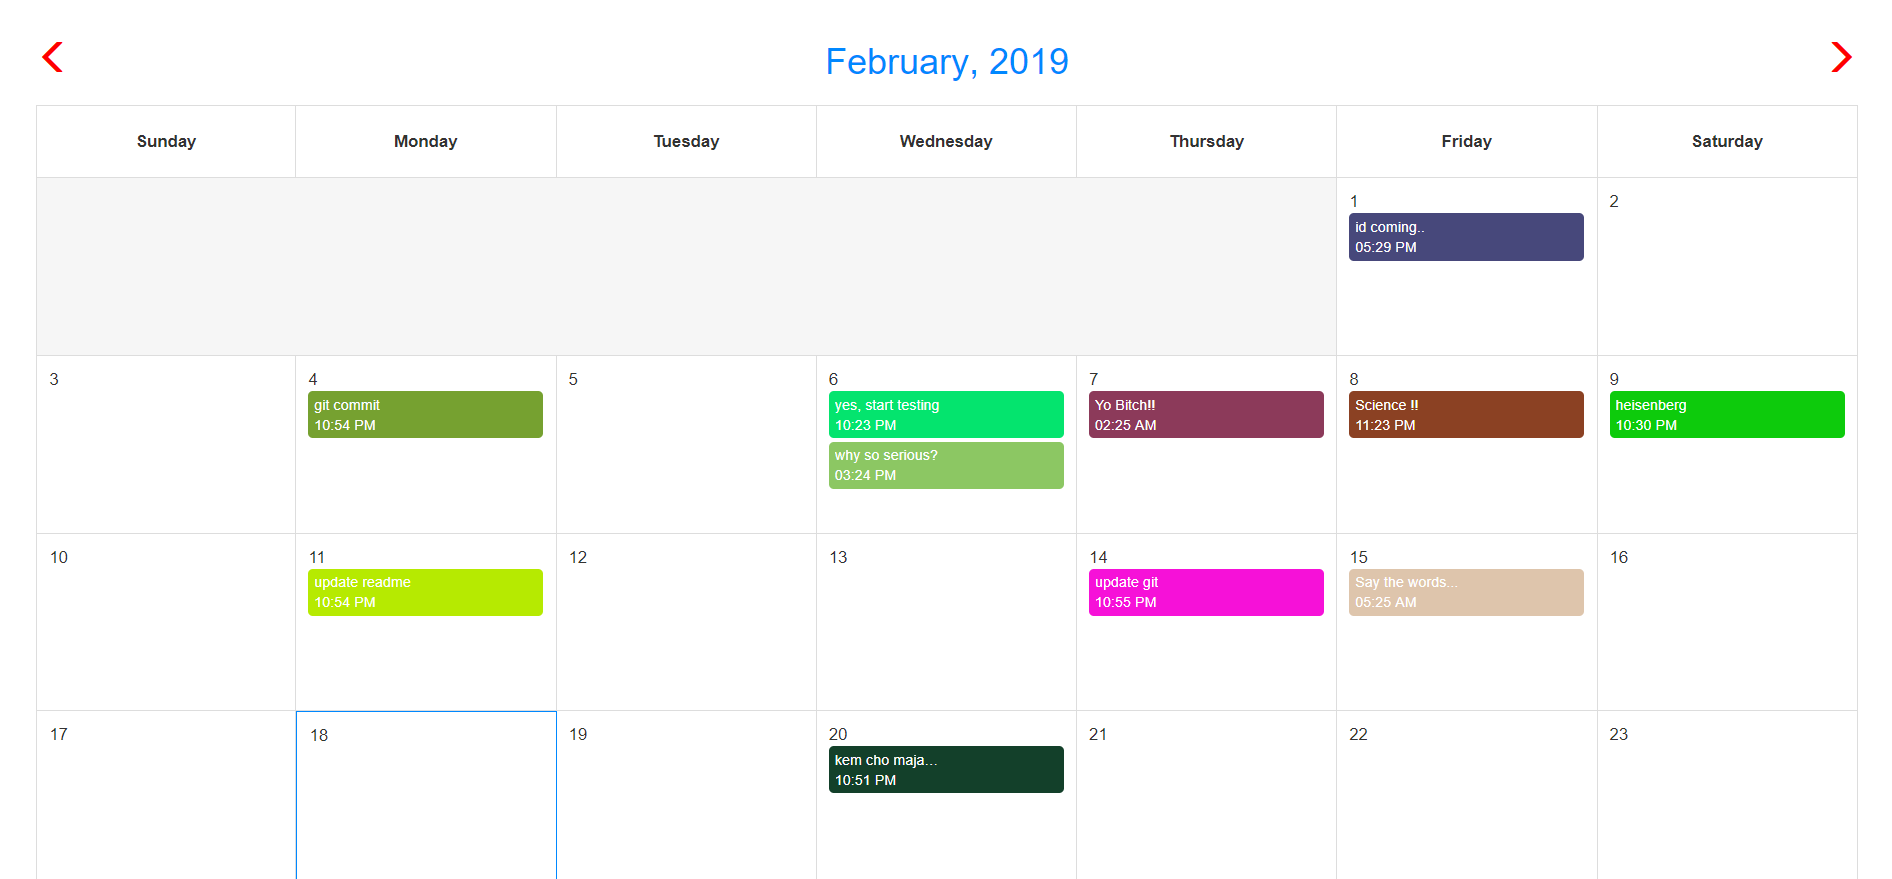 February, 2019
Sunday Monday Tuesday Wednesday Thursday Friday Saturday
1 2
id coming..
05:29 PM
3 4 5 6 7 8 9
git commit
10:54 PM
yes, start testing
10:23 PM
why so serious?
03:24 PM
Yo Bitch!!
02:25 AM
Science !!
11:23 PM
heisenberg
10:30 PM
10 11 12 13 14 15 16
update readme
10:54 PM
update git
10:55 PM
Say the words...
05:25 AM
17 18 19 20 21 22 23
kem cho maja...
10:51 PM